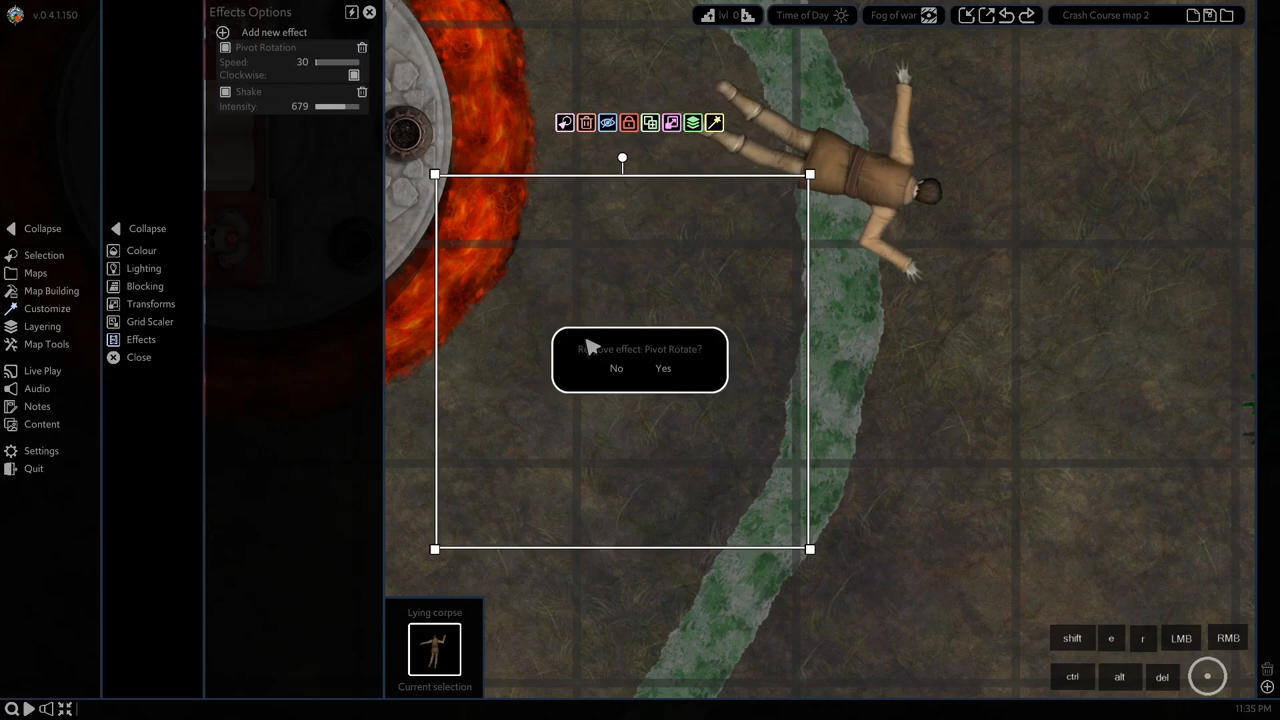 v.0.4.1.150
Effects Options
Add new effect
Pivot Rotation
Speed: 30
Clockwise:
Shake
Intensity: 679
lvl 0
Time of Day
Fog of war
Crash Course map 2
Collapse
Selection
Maps
Map Building
Customize
Layering
Map Tools
Live Play
Audio
Notes
Content
Settings
Quit
Collapse
Colour
Lighting
Blocking
Transforms
Grid Scaler
Effects
Close
effect: Pivot Rotate?
No Yes
Lying corpse
Current selection
shift e r LMB RMB
ctrl alt del
11:35 PM